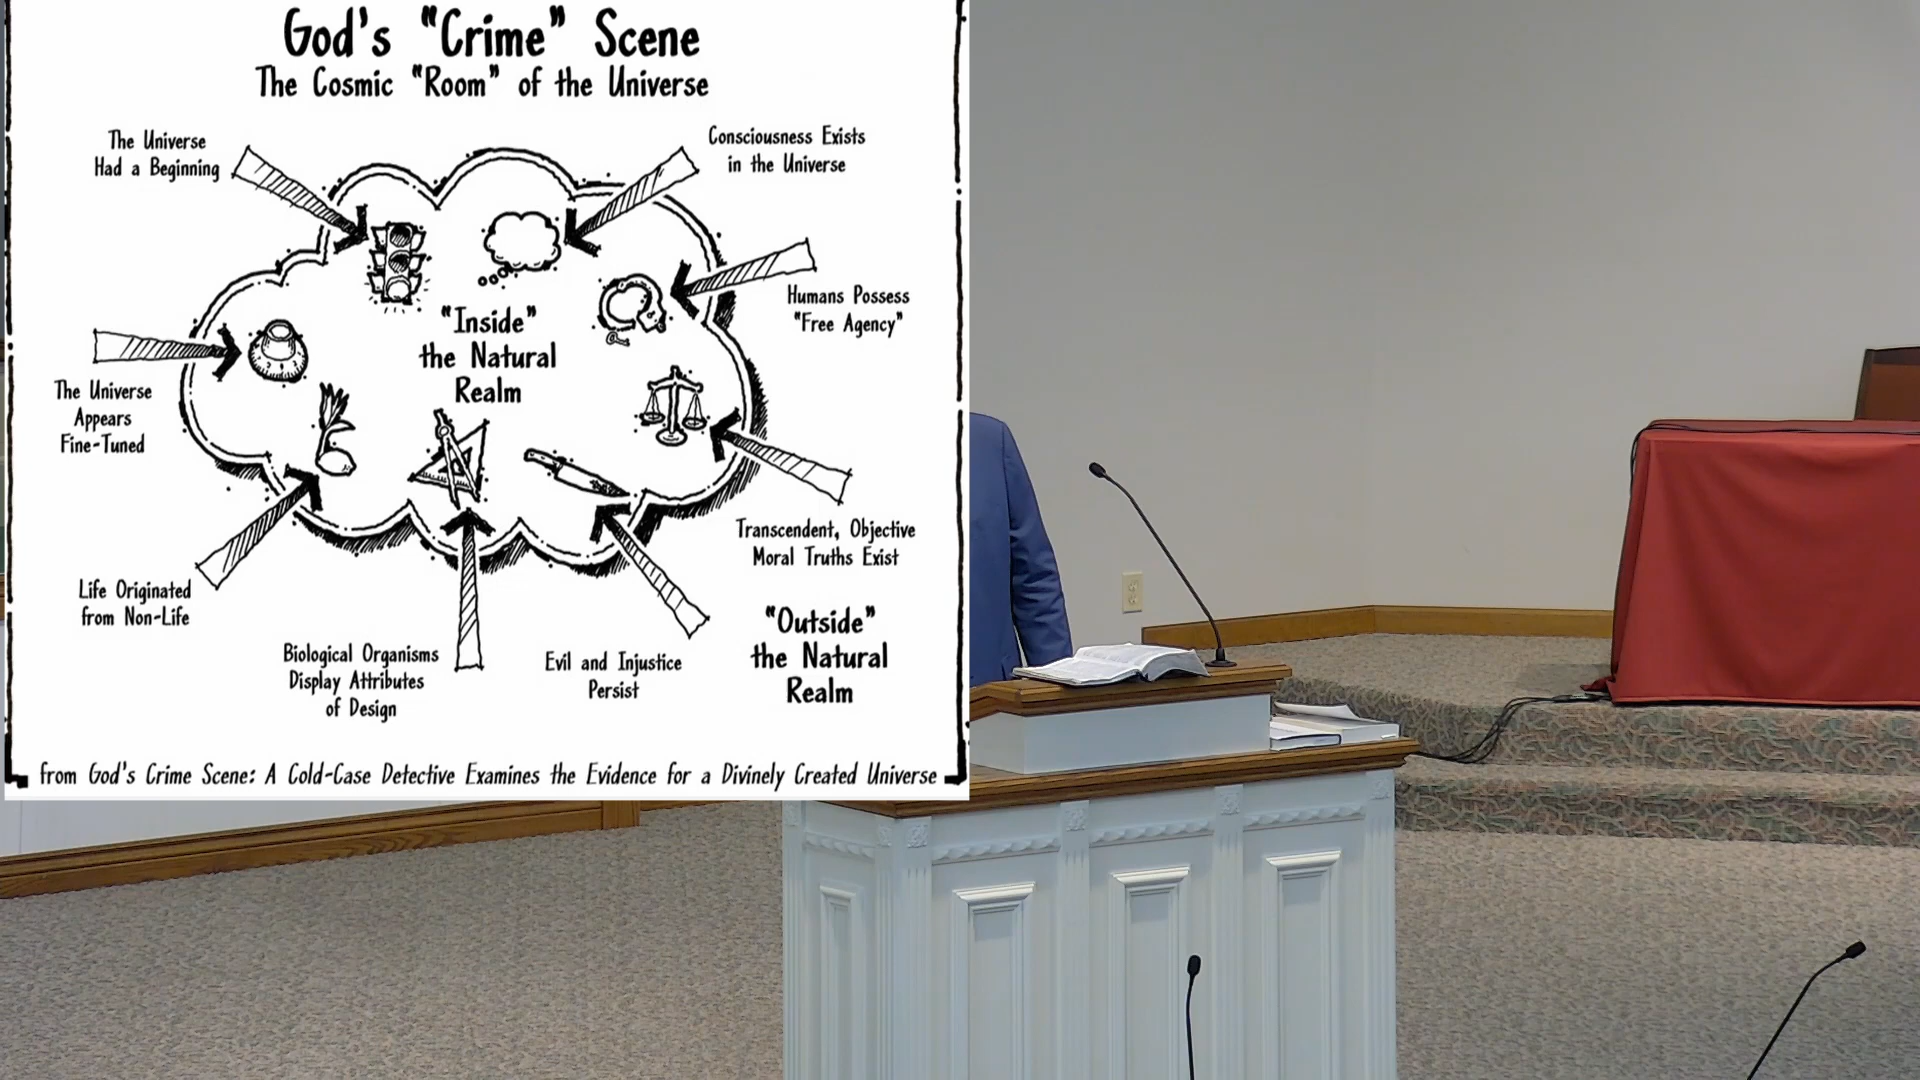 God's "Crime" Scene
The Cosmic "Room" of the Universe
The Universe
Had a Beginning
Consciousness Exists
in the Universe
Humans Possess
"Free Agency"
"Inside"
the Natural
Realm
The Universe
Appears
Fine-Tuned
Transcendent, Objective
Moral Truths Exist
Life Originated
from Non-Life
Biological Organisms
Display Attributes
of Design
Evil and Injustice
Persist
"Outside"
the Natural
Realm
from God's Crime Scene: A Cold-Case Detective Examines the Evidence for a Divinely Created Universe